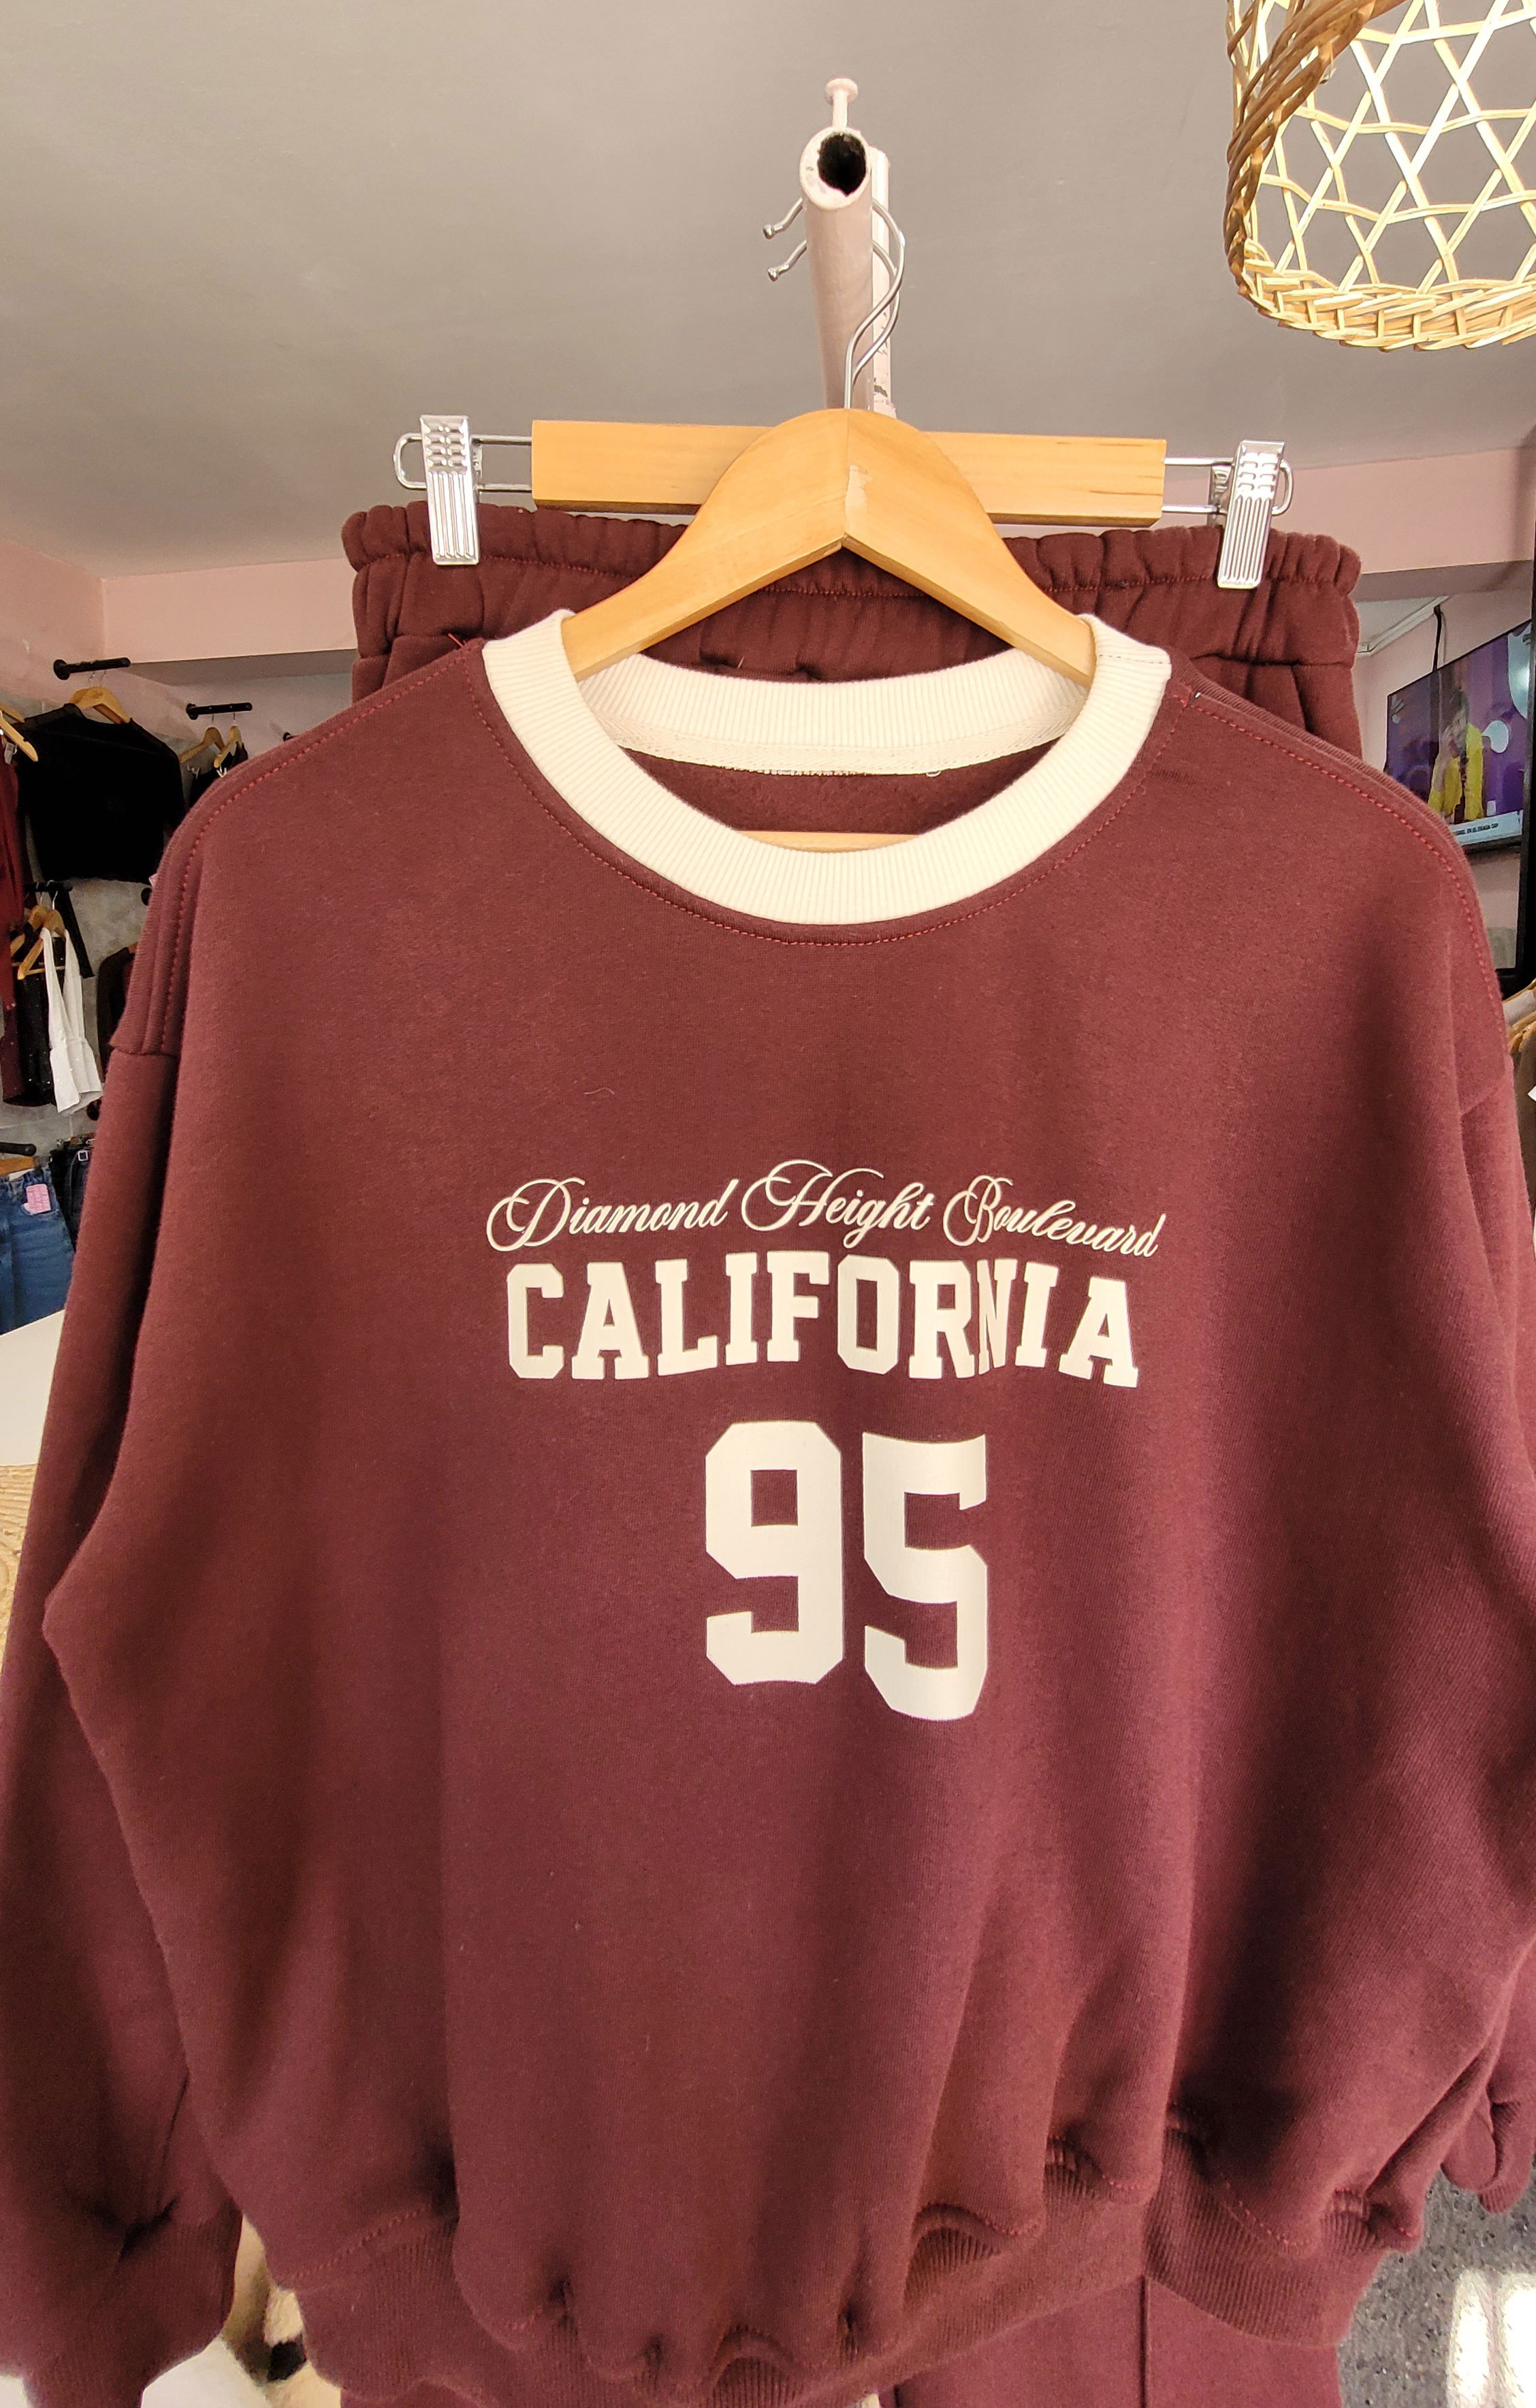 Diamond Height Boulevard
CALIFORNIA
95